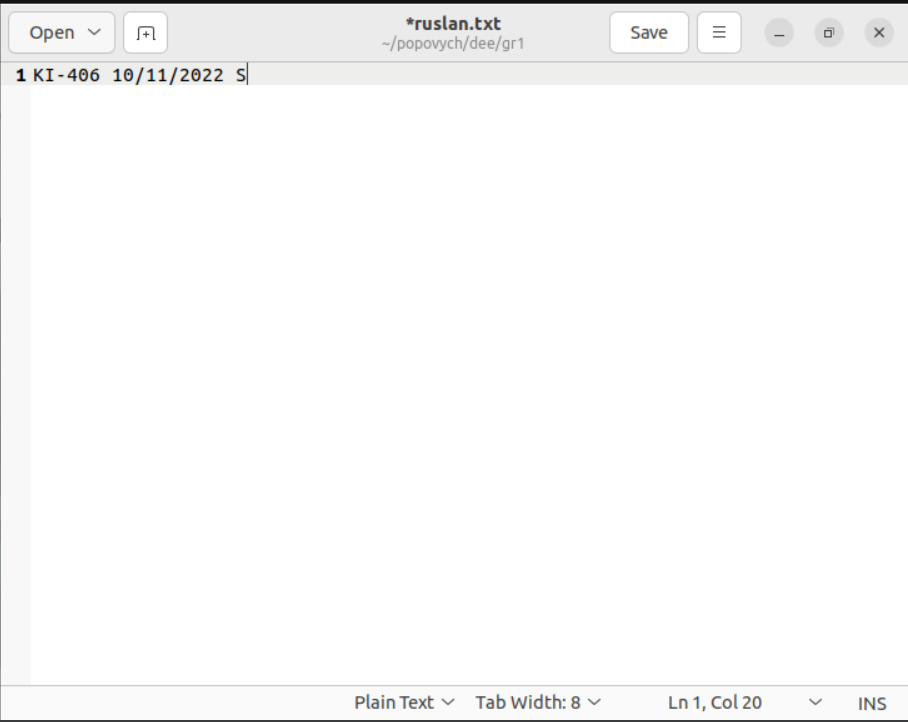 Open
*ruslan.txt
~/popovych/dee/gr1
Save
1 KI-406 10/11/2022 S
Plain Text Tab Width: 8 Ln 1, Col 20 INS